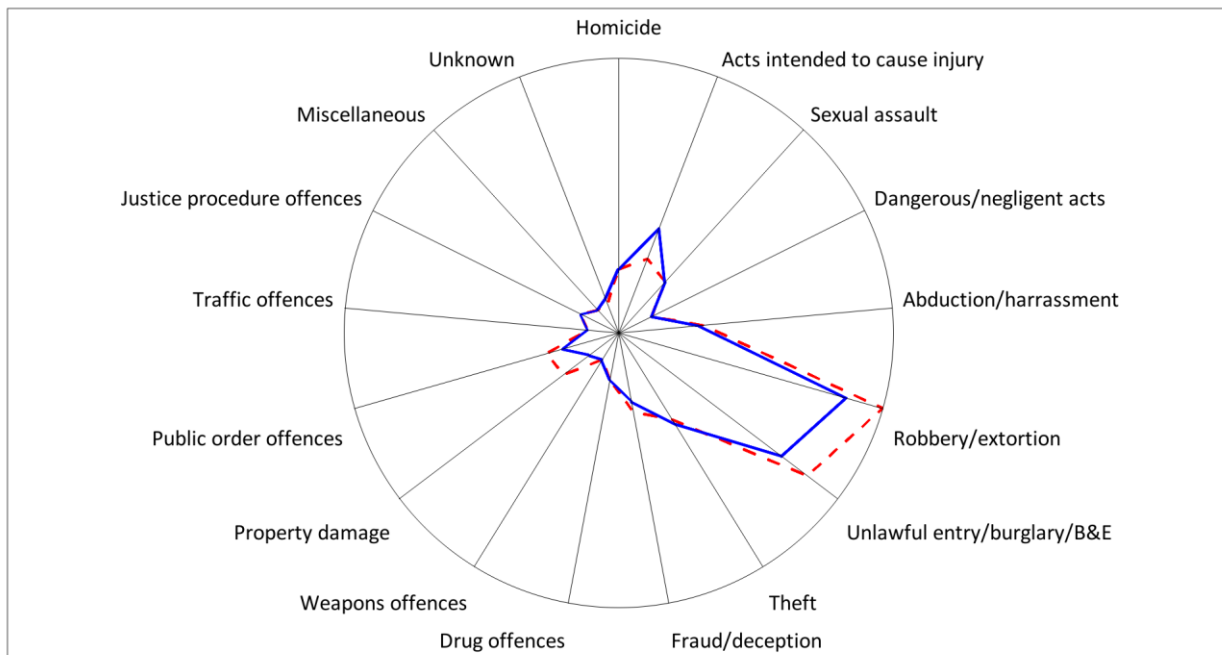 Homicide
Acts intended to cause injury
Sexual assault
Dangerous/negligent acts
Abduction/harrassment
Robbery/extortion
Unlawful entry/burglary/B&E
Theft
Fraud/deception
Drug offences
Weapons offences
Property damage
Public order offences
Traffic offences
Justice procedure offences
Miscellaneous
Unknown